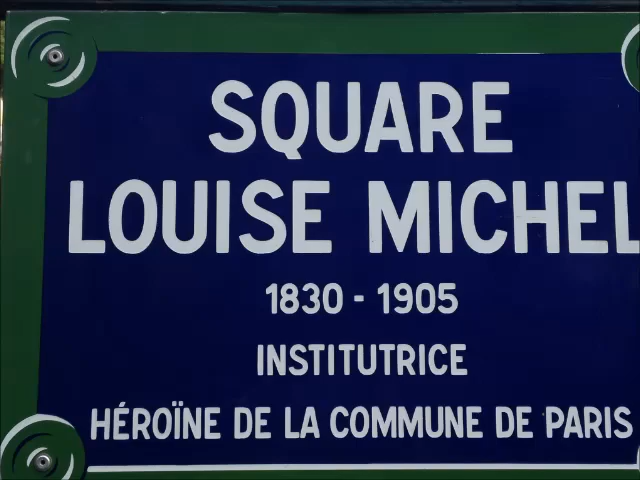 SQUARE
LOUISE MICHEL
1830 - 1905
INSTITUTRICE
HÉROÏNE DE LA COMMUNE DE PARIS